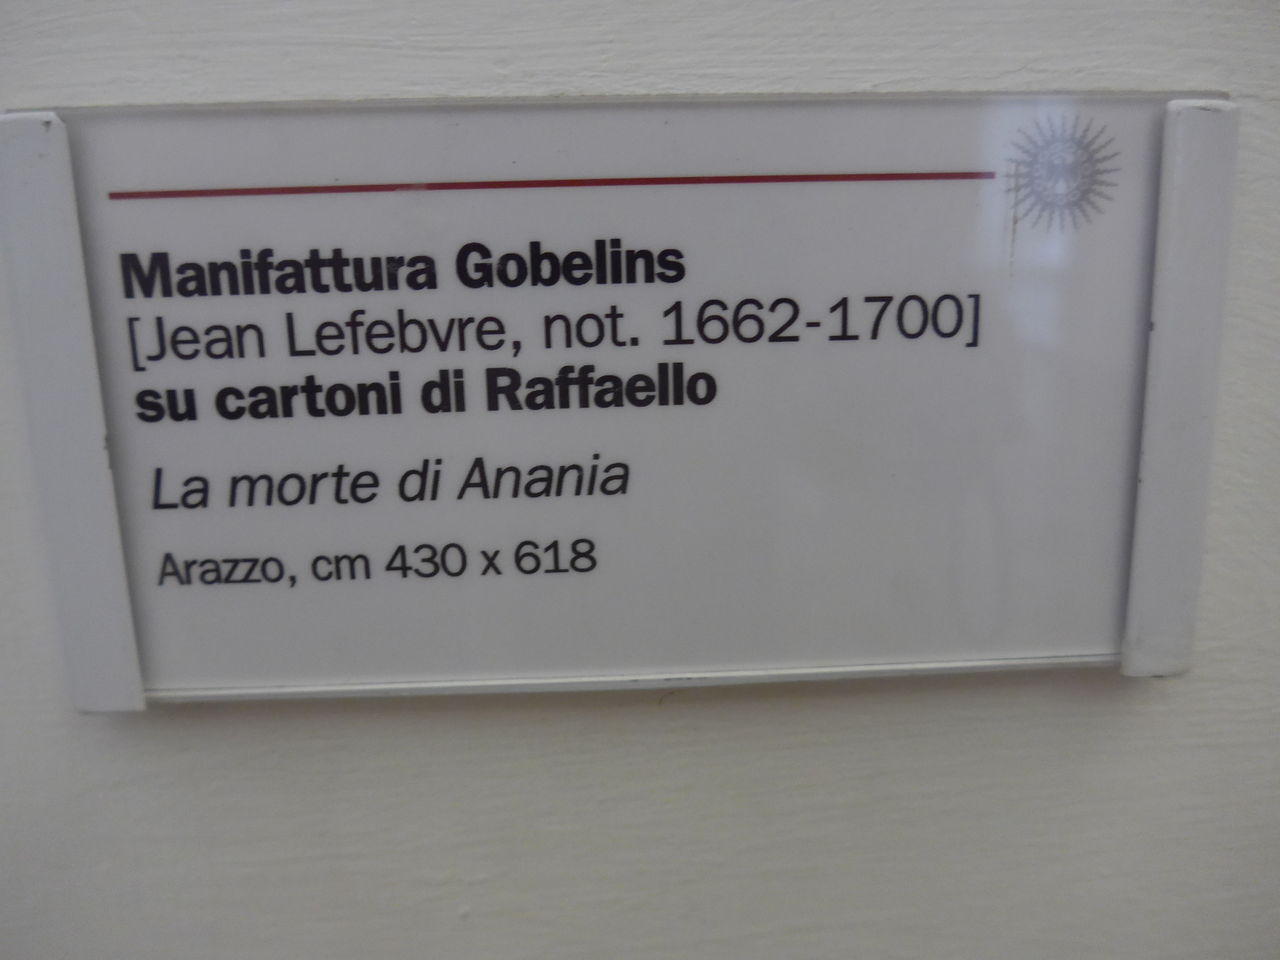 Manifattura Gobelins
[Jean Lefebvre, not. 1662-1700]
su cartoni di Raffaello
La morte di Anania
Arazzo, cm 430 x 618